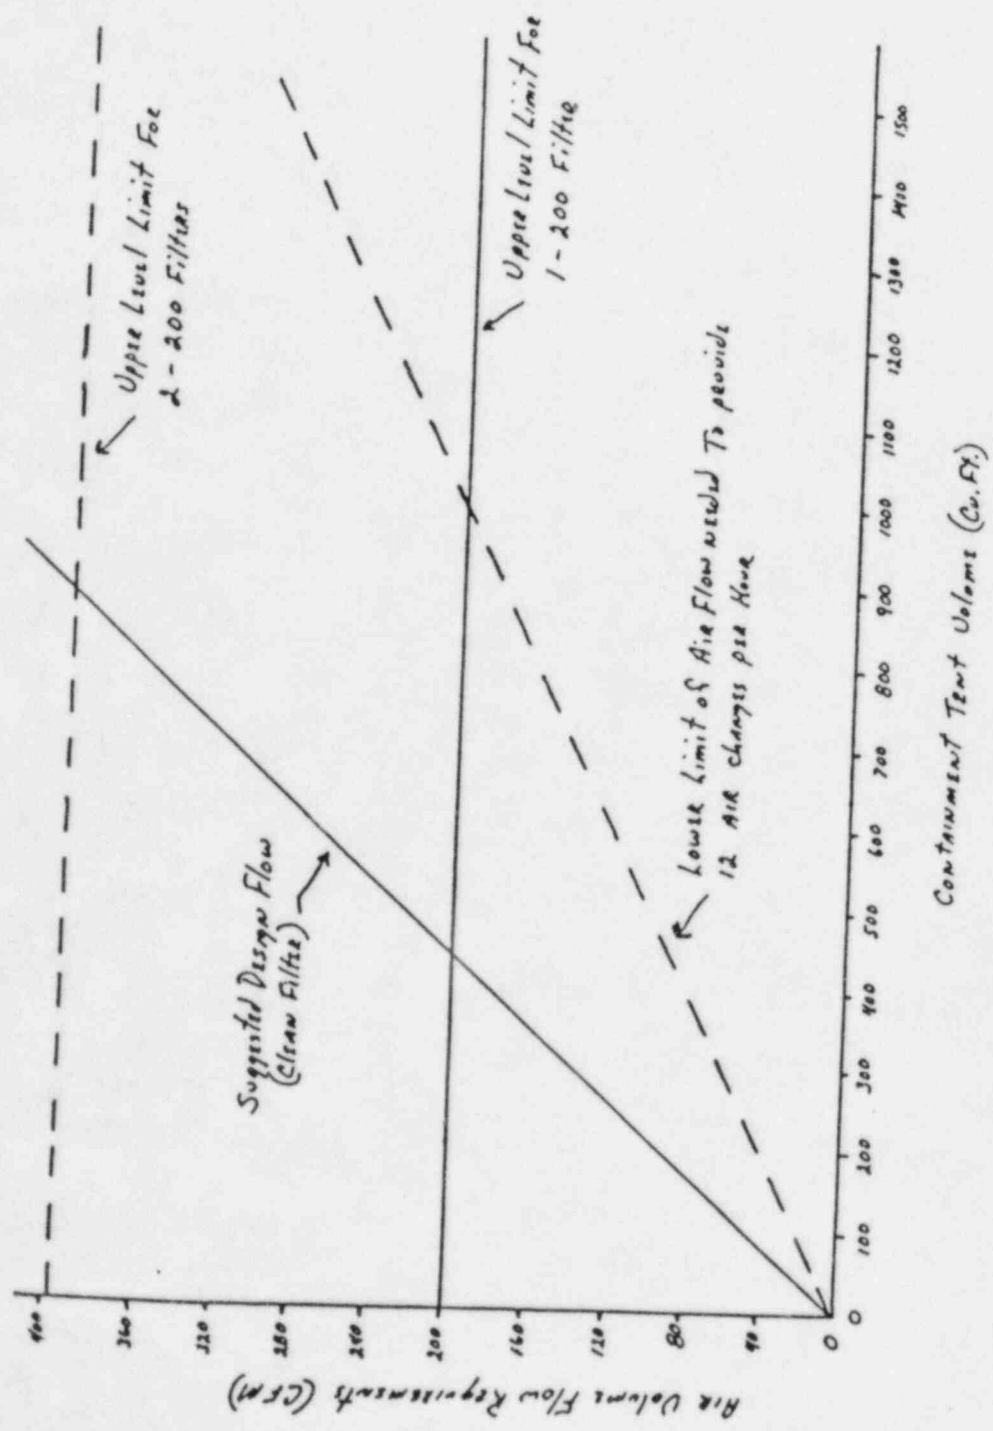 Upper Level Limit For
2-200 Filters
Upper Level Limit For
1-200 Filter
Suggested Design Flow
(Clean Filter)
Lower Limit of Air Flow needed To provide
12 Air changes per Hour
Air Volume Flow Requirements (CFM)
400
360
320
280
240
200
160
120
80
40
0
0
100
200
300
400
500
600
700
800
900
1000
1100
1200
1300
1400
1500
Containment Tent Volume (Cu. Ft.)